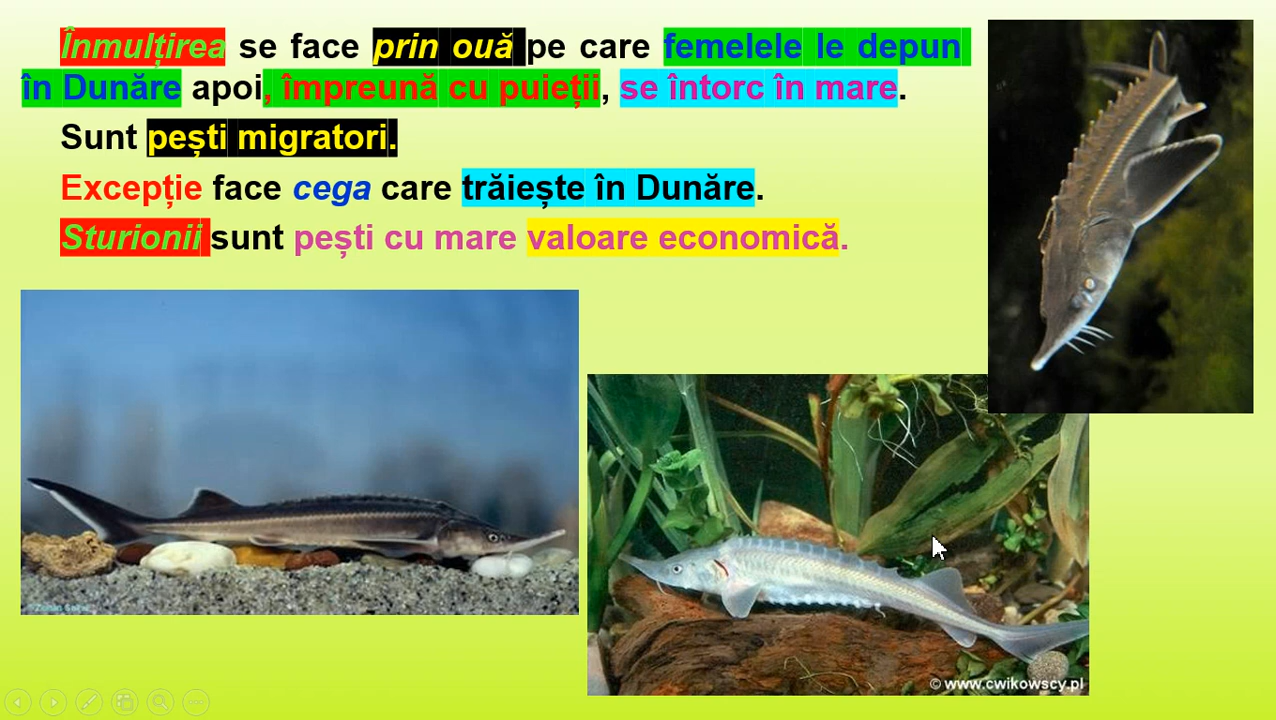 Înmulțirea se face prin ouă pe care femelele le depun
în Dunăre apoi, împreună cu puieții, se întorc în mare.
Sunt pești migratori.
Excepție face cega care trăiește în Dunăre.
Sturionii sunt pești cu mare valoare economică.
© www.cwikowscy.pl